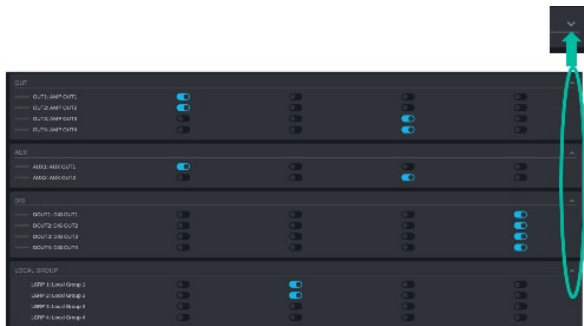 OUT
OUT1: AMP OUT1
OUT2: AMP OUT2
OUT3: AMP OUT3
OUT4: AMP OUT4
AUX
AUX1: AUX OUT1
AUX2: AUX OUT2
DIG
DOUT1: DIG OUT1
DOUT2: DIG OUT2
DOUT3: DIG OUT3
DOUT4: DIG OUT4
LOCAL GROUP
LGRP 1: Local Group 1
LGRP 2: Local Group 2
LGRP 3: Local Group 3
LGRP 4: Local Group 4